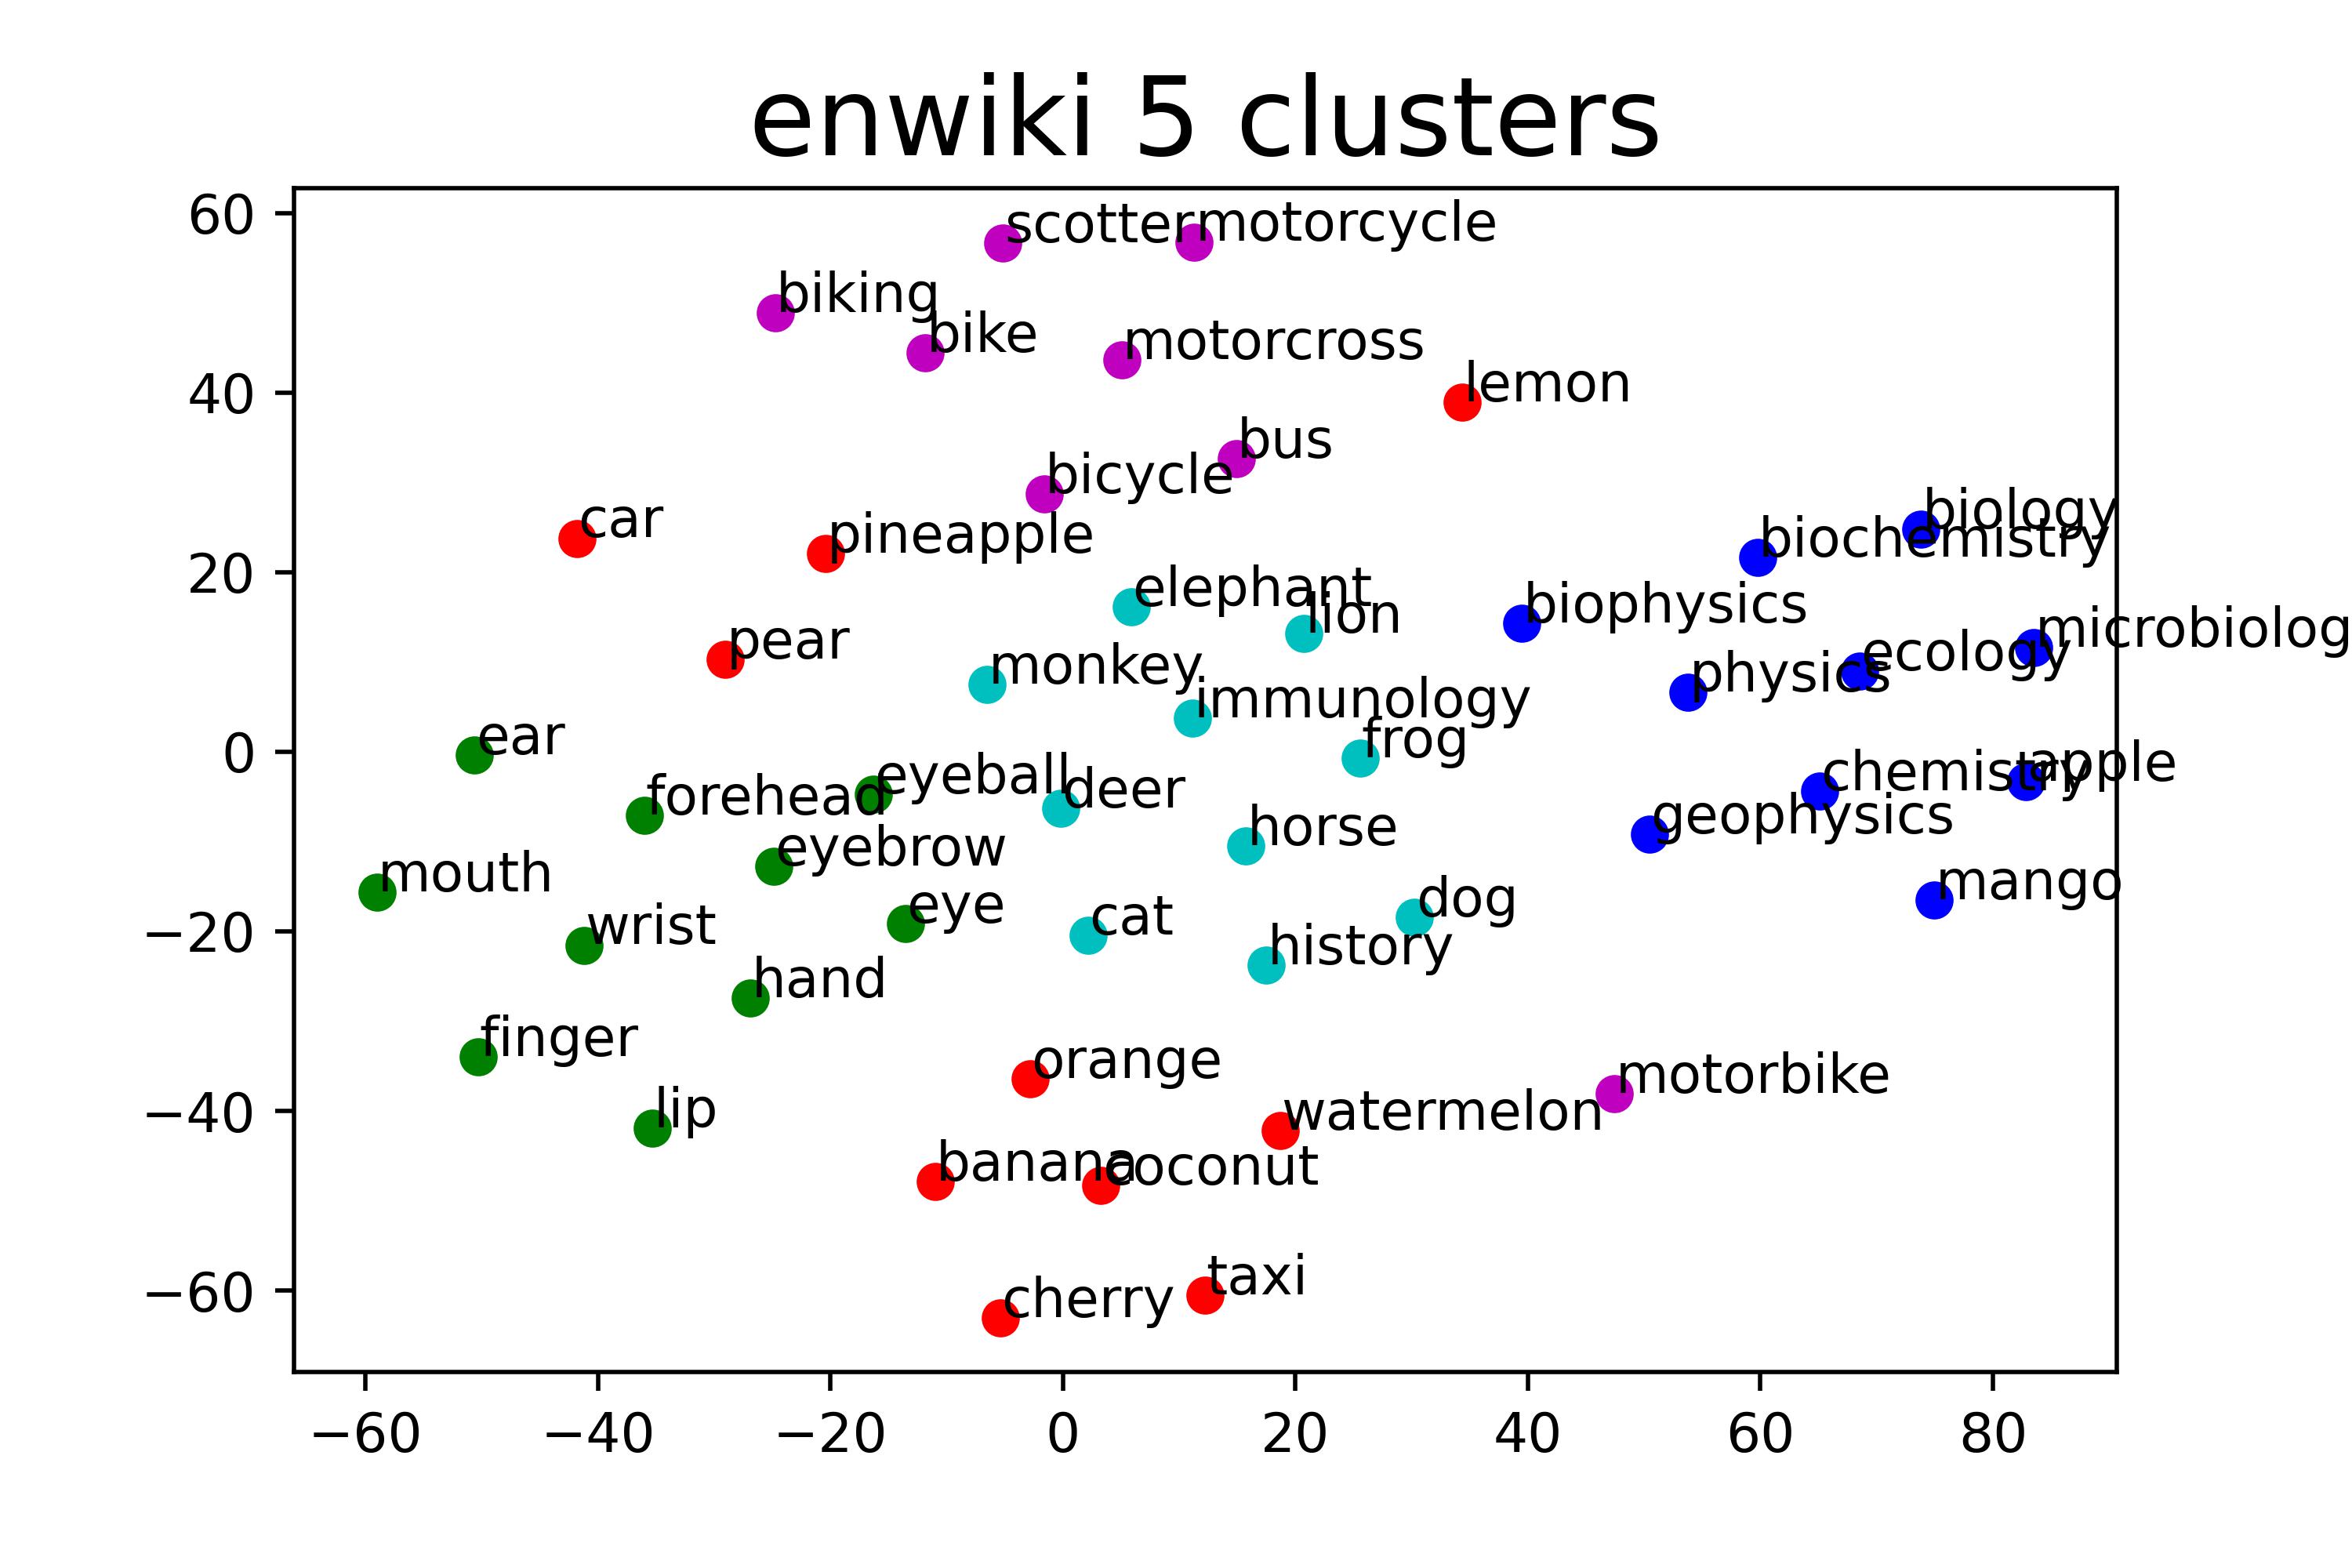 enwiki 5 clusters
60
scotter
motorcycle
biking
bike
motorcross
40
lemon
bus
bicycle
car
pineapple
biology
biochemistry
20
elephant
lion
biophysics
microbiolog
pear
monkey
ecology
physics
immunology
ear
0
frog
eyeball
deer
chemistry
apple
forehead
geophysics
horse
eyebrow
mouth
mango
eye
cat
dog
wrist
−20
history
hand
finger
orange
motorbike
lip
−40
watermelon
banana
coconut
taxi
−60
cherry
−60 −40 −20 0 20 40 60 80